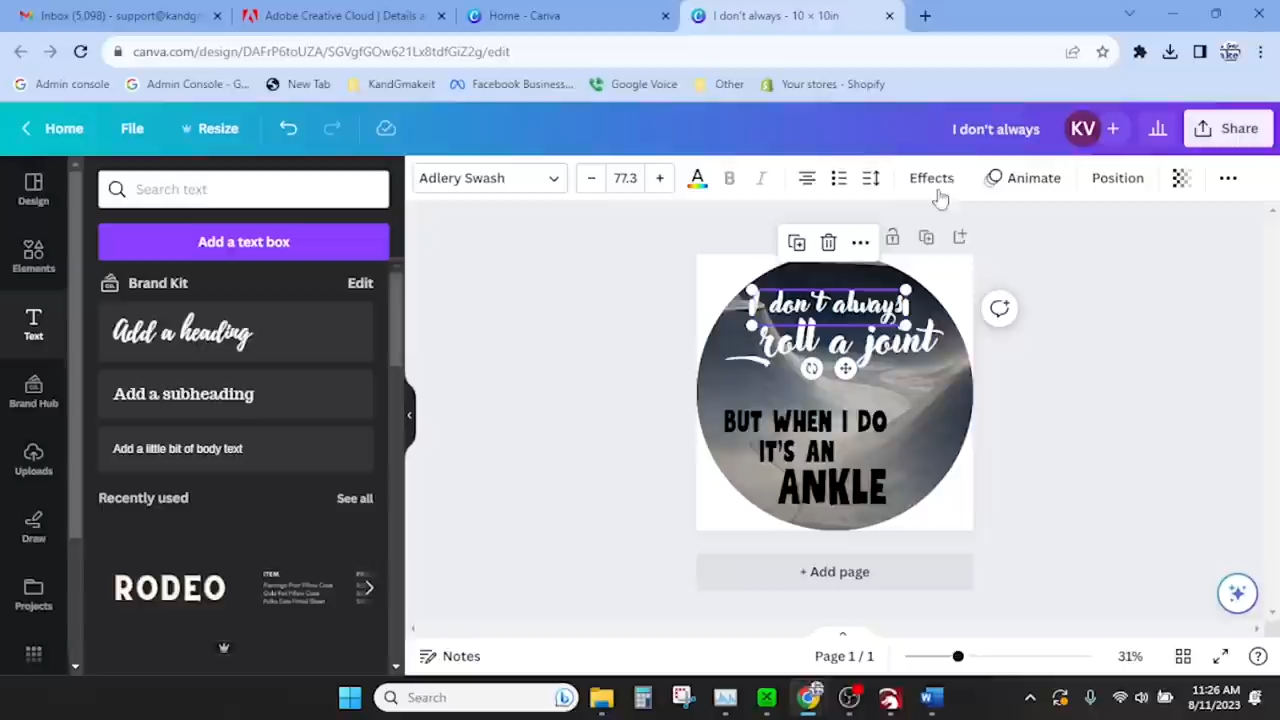 Inbox (5,098) - support@kandgn
Adobe Creative Cloud | Details a
Home - Canva
I don't always - 10 × 10in
canva.com/design/DAFrP6toUZA/SGVgfGOw621Lx8tdfGiZ2g/edit
Admin console
Admin Console - G...
New Tab
KandGmakeit
Facebook Business...
Google Voice
Other
Your stores - Shopify
Home
File
Resize
I don't always
KV
Share
Design
Elements
Text
Brand Hub
Uploads
Draw
Projects
Search text
Add a text box
Brand Kit
Edit
Add a heading
Add a subheading
Add a little bit of body text
Recently used
See all
RODEO
ITEM
Adlery Swash
77.3
A
B
I
Effects
Animate
Position
I don't always
roll a joint
BUT WHEN I DO
IT'S AN
ANKLE
+ Add page
Notes
Page 1 / 1
31%
Search
11:26 AM
8/11/2023